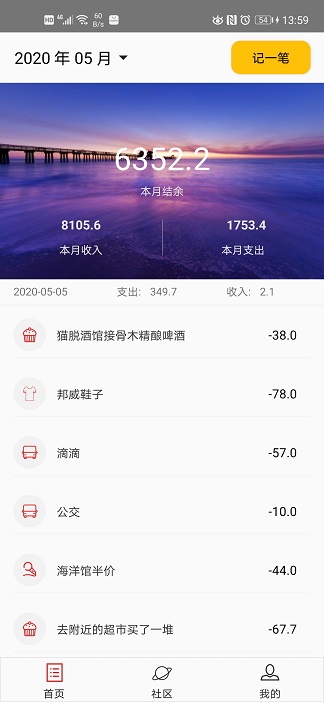 HD 4G 60 B/s 54 13:59
2020 年 05 月 记一笔
6352.2
本月结余
8105.6 1753.4
本月收入 本月支出
2020-05-05 支出: 349.7 收入: 2.1
猫脱酒馆接骨木精酿啤酒 -38.0
邦威鞋子 -78.0
滴滴 -57.0
公交 -10.0
海洋馆半价 -44.0
去附近的超市买了一堆 -67.7
首页 社区 我的